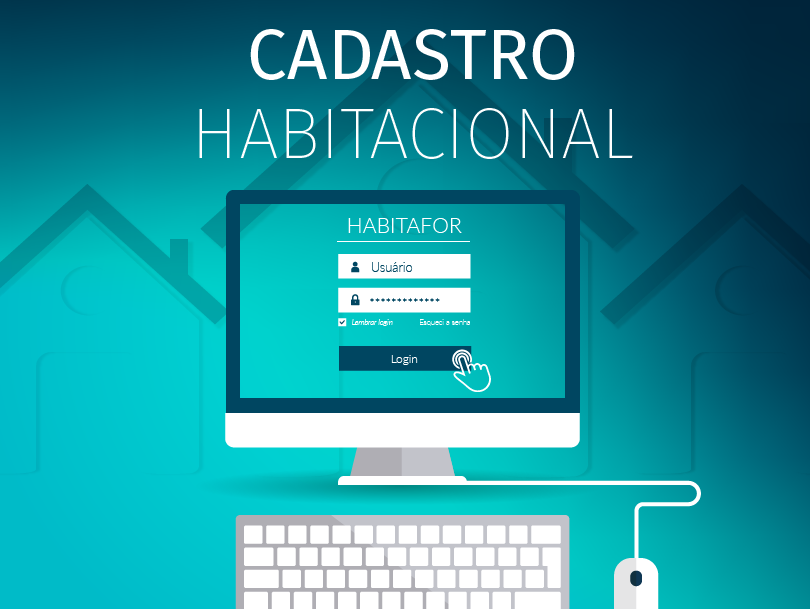 CADASTRO
HABITACIONAL
HABITAFOR
Usuário
*************
Lembrar login Esqueci a senha
Login